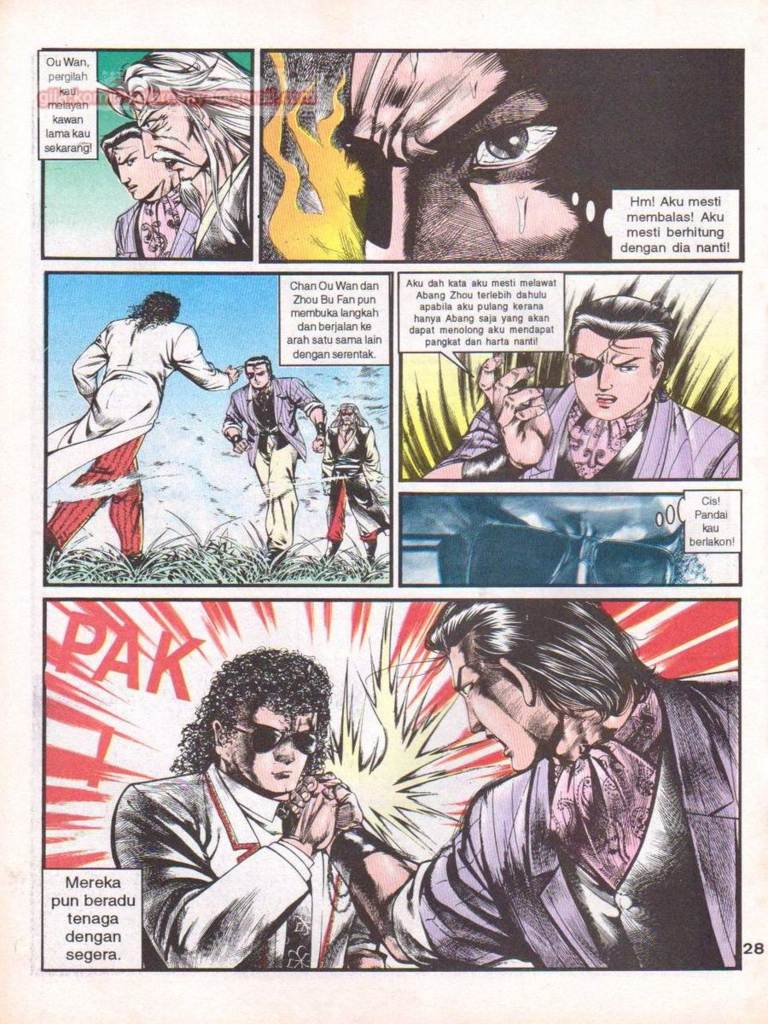 Ou Wan,
pergilah
kau
melayan
kawan
lama kau
sekarang!
Hm! Aku mesti
membalas! Aku
mesti berhitung
dengan dia nanti!
Chan Ou Wan dan
Zhou Bu Fan pun
membuka langkah
dan berjalan ke
arah satu sama lain
dengan serentak.
Aku dah kata aku mesti melawat
Abang Zhou terlebih dahulu
apabila aku pulang kerana
hanya Abang saja yang akan
dapat menolong aku mendapat
pangkat dan harta nanti!
Cis!
Pandai
kau
berlakon!
PAK
Mereka
pun beradu
tenaga
dengan
segera.
28